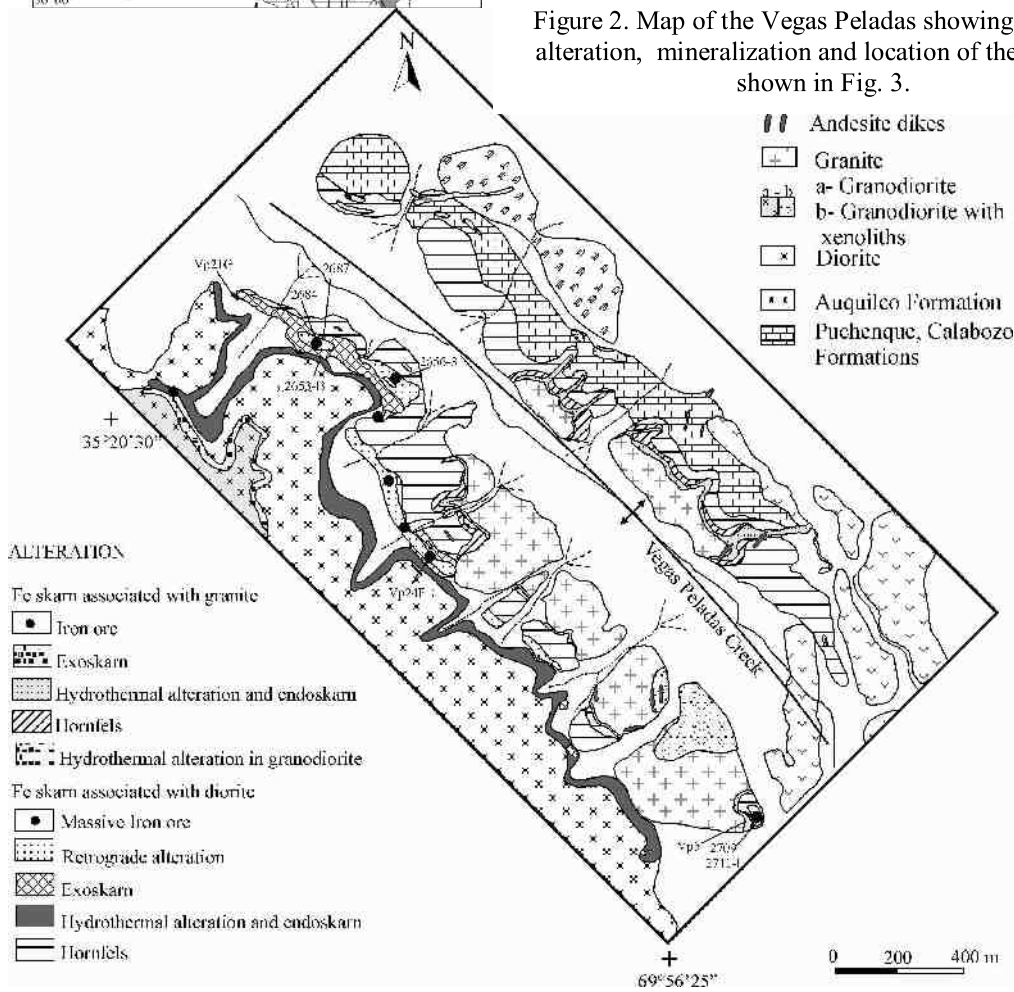 Figure 2. Map of the Vegas Peladas showing
alteration, mineralization and location of the
shown in Fig. 3.
N
Andesite dikes
Granite
a - b
a- Granodiorite
b- Granodiorite with
xenoliths
Diorite
Auquilco Formation
Puchenque, Calabozo
Formations
2687
2684
2653-B
2656-3
35°20'30"
Vp24F
Vegas Peladas Creek
ALTERATION
Fe skarn associated with granite
Iron ore
Exoskarn
Hydrothermal alteration and endoskarn
Hornfels
Hydrothermal alteration in granodiorite
Fe skarn associated with diorite
Massive Iron ore
Retrograde alteration
Exoskarn
Hydrothermal alteration and endoskarn
Hornfels
2709
69°56'25"
0 200 400 m